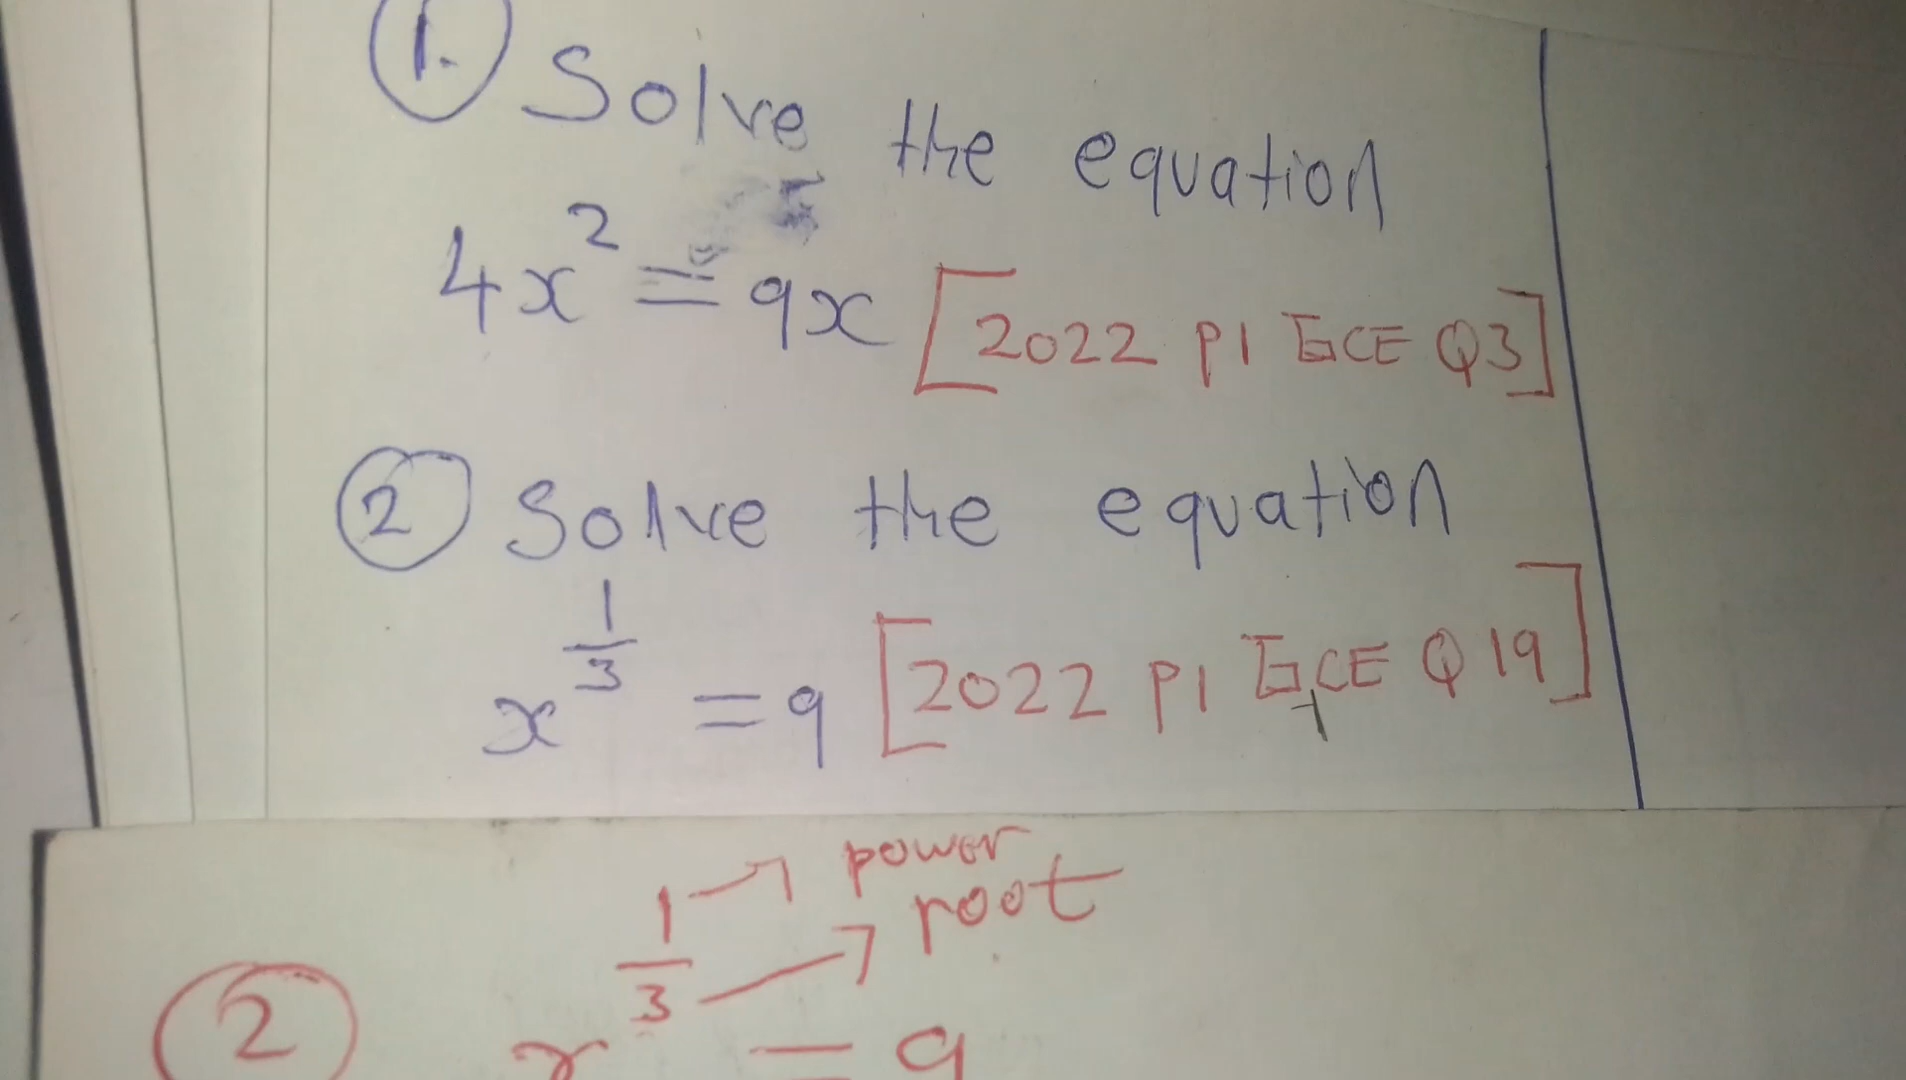 1. Solve the equation
4x² = 9x [2022 P1 GCE Q3]
2 Solve the equation
x^(1/3) = 9 [2022 P1 GCE Q19]
1/3 → power
→ root
2 x = 9